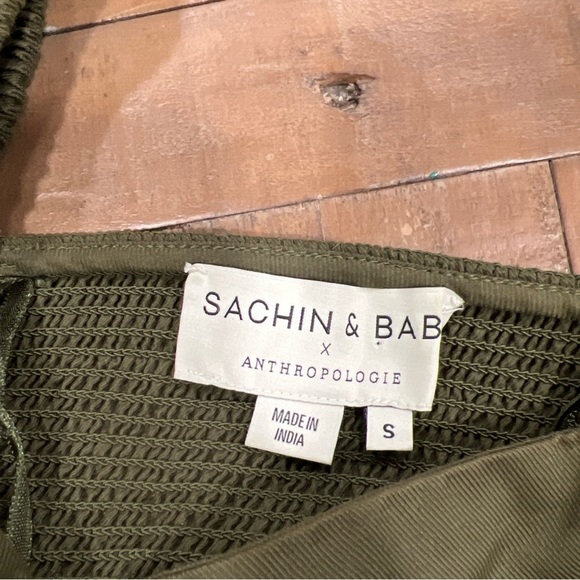 SACHIN & BAB
X
ANTHROPOLOGIE
MADE IN
INDIA
S